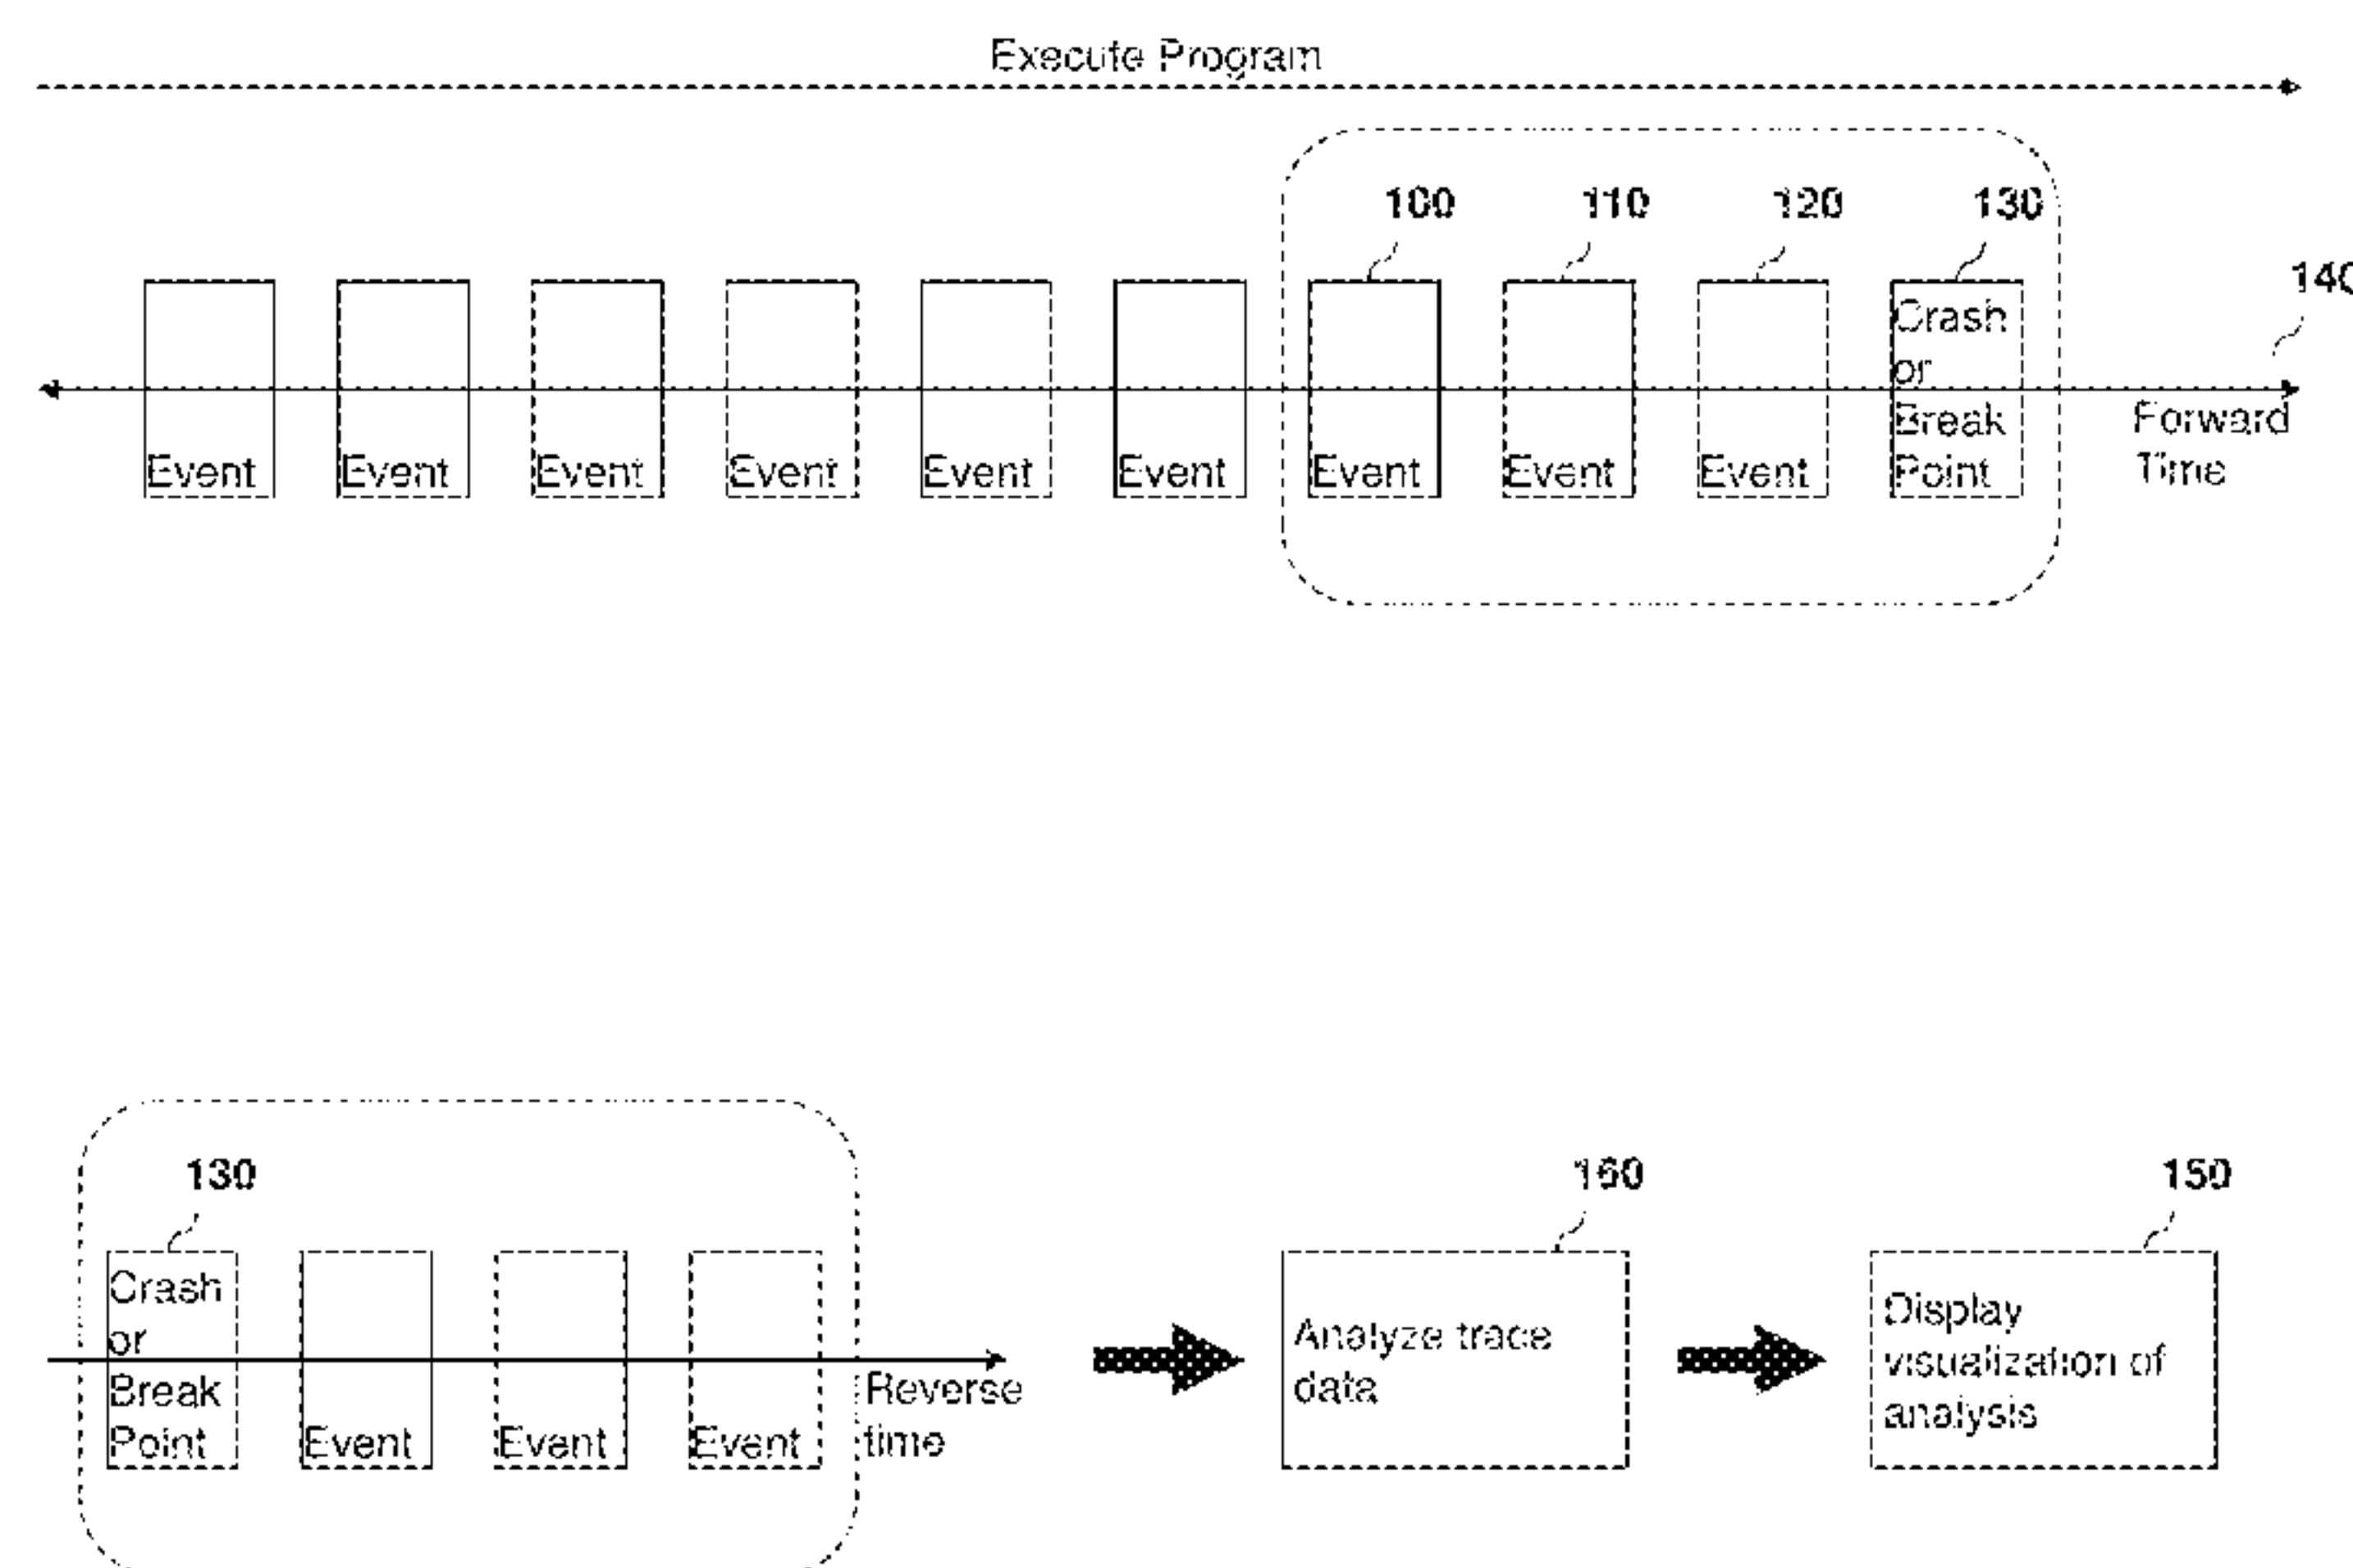 Execute Program
100 110 120 130
140
Crash
or
Break
Point
Forward
Time
Event Event Event Event Event Event Event Event Event
130
160
150
Crash
or
Break
Point
Event Event Event
Reverse
time
Analyze trace
data
Display
visualization of
analysis